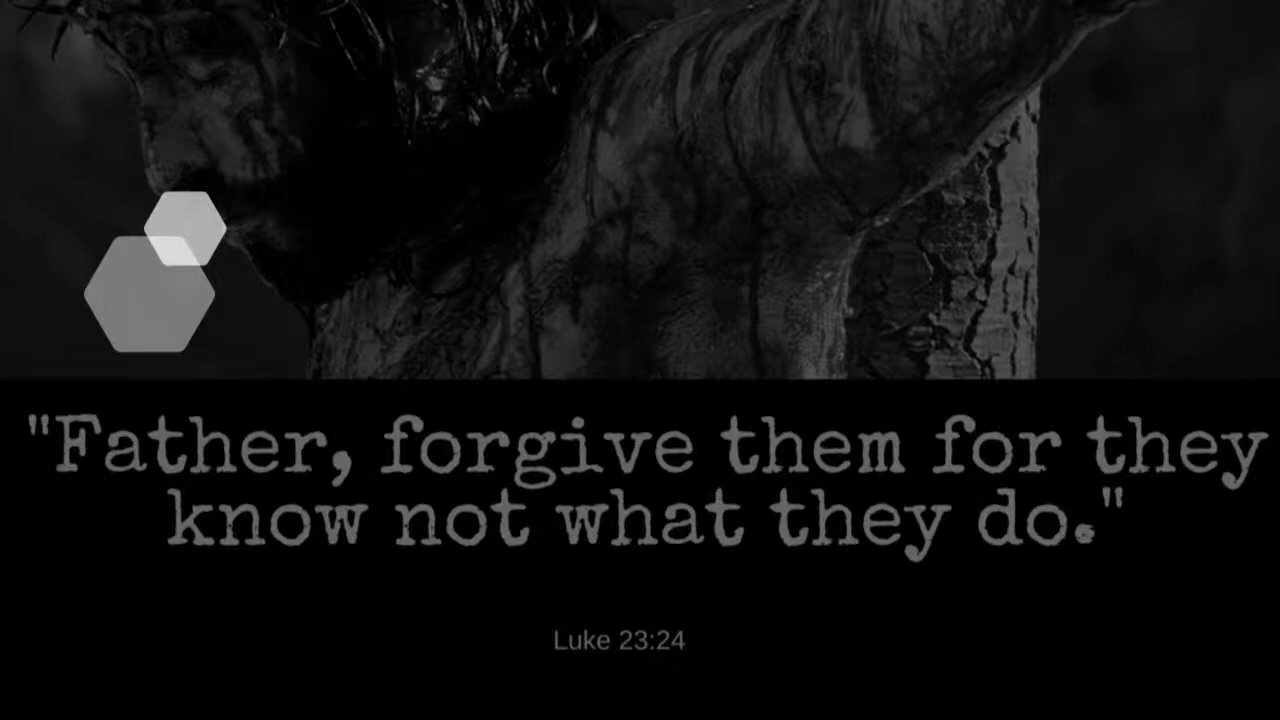 "Father, forgive them for they
know not what they do."
Luke 23:24